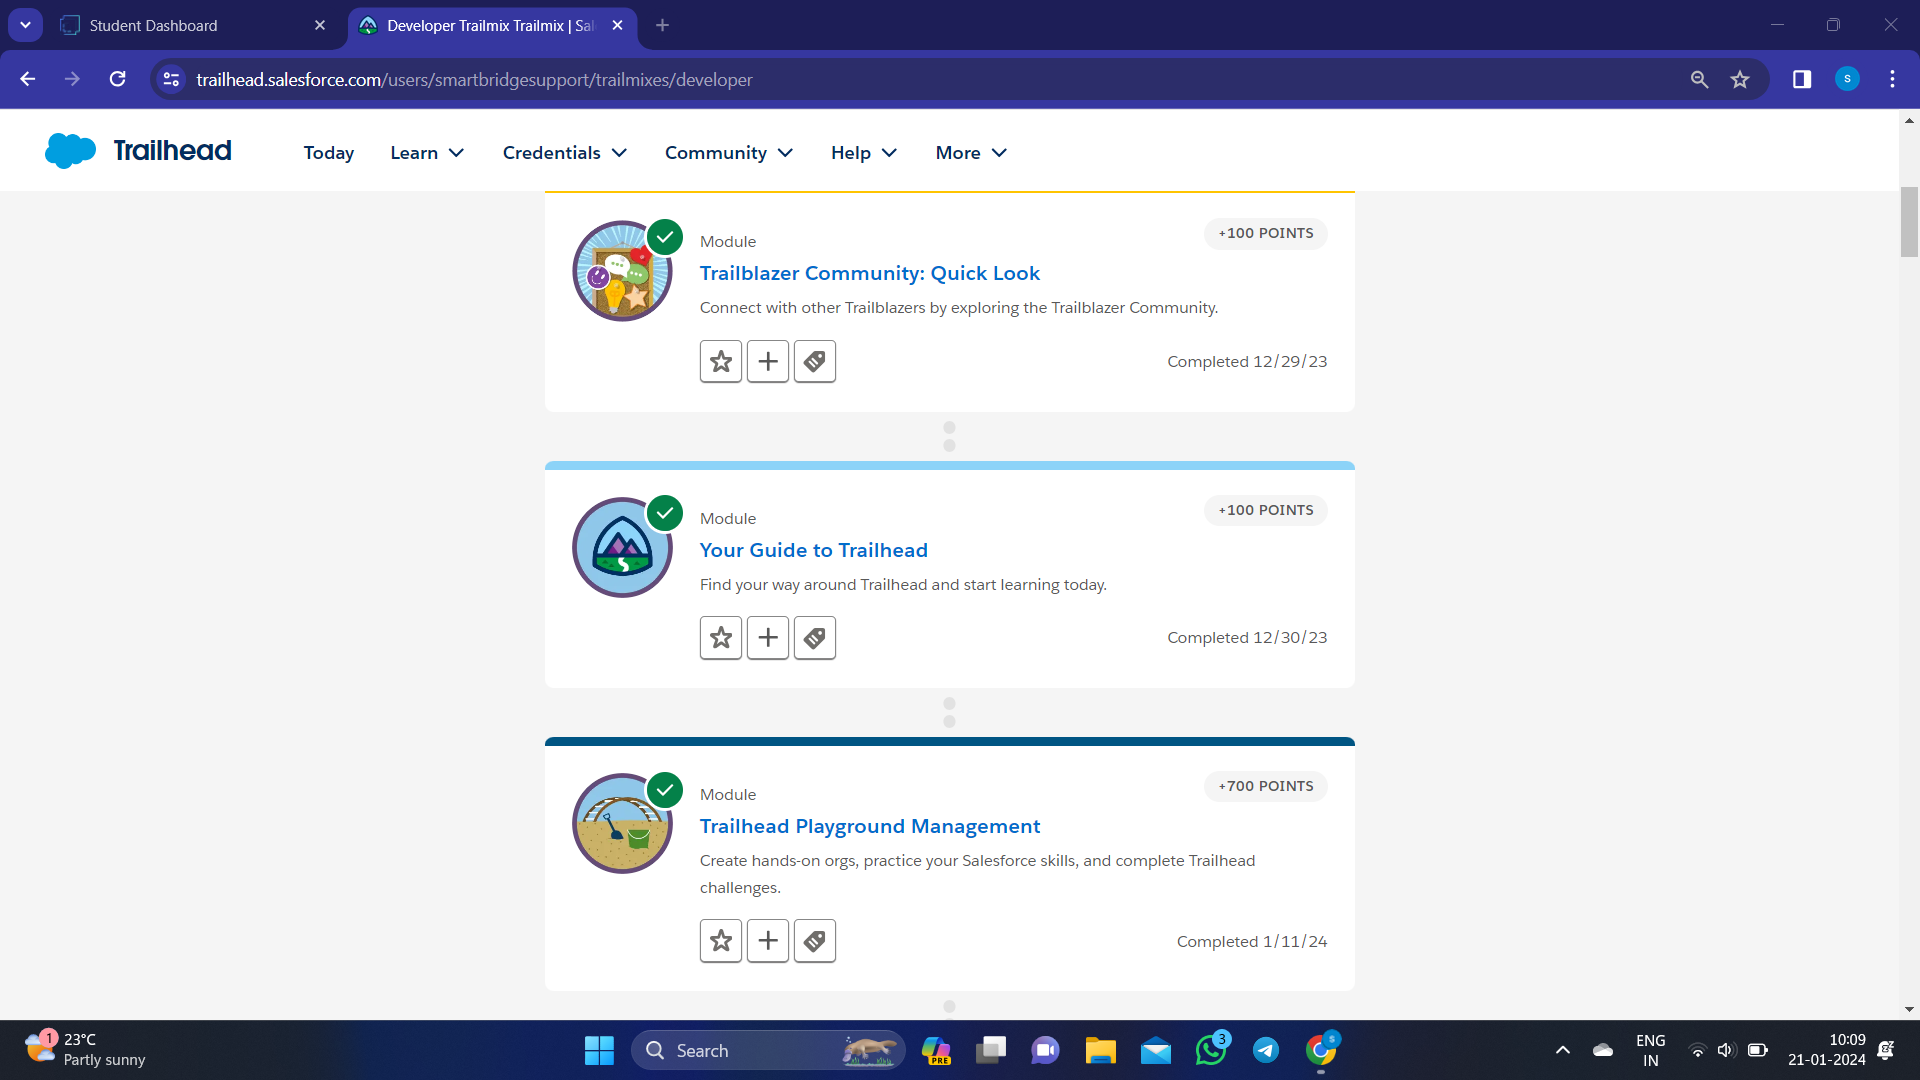 Student Dashboard
Developer Trailmix Trailmix | Sal
trailhead.salesforce.com/users/smartbridgesupport/trailmixes/developer
S
Trailhead
Today Learn Credentials Community Help More
+100 POINTS
Module
Trailblazer Community: Quick Look
Connect with other Trailblazers by exploring the Trailblazer Community.
Completed 12/29/23
+100 POINTS
Module
Your Guide to Trailhead
Find your way around Trailhead and start learning today.
Completed 12/30/23
+700 POINTS
Module
Trailhead Playground Management
Create hands-on orgs, practice your Salesforce skills, and complete Trailhead
challenges.
Completed 1/11/24
1
23°C
Partly sunny
Search
PRE
3
S
ENG
IN
10:09
21-01-2024